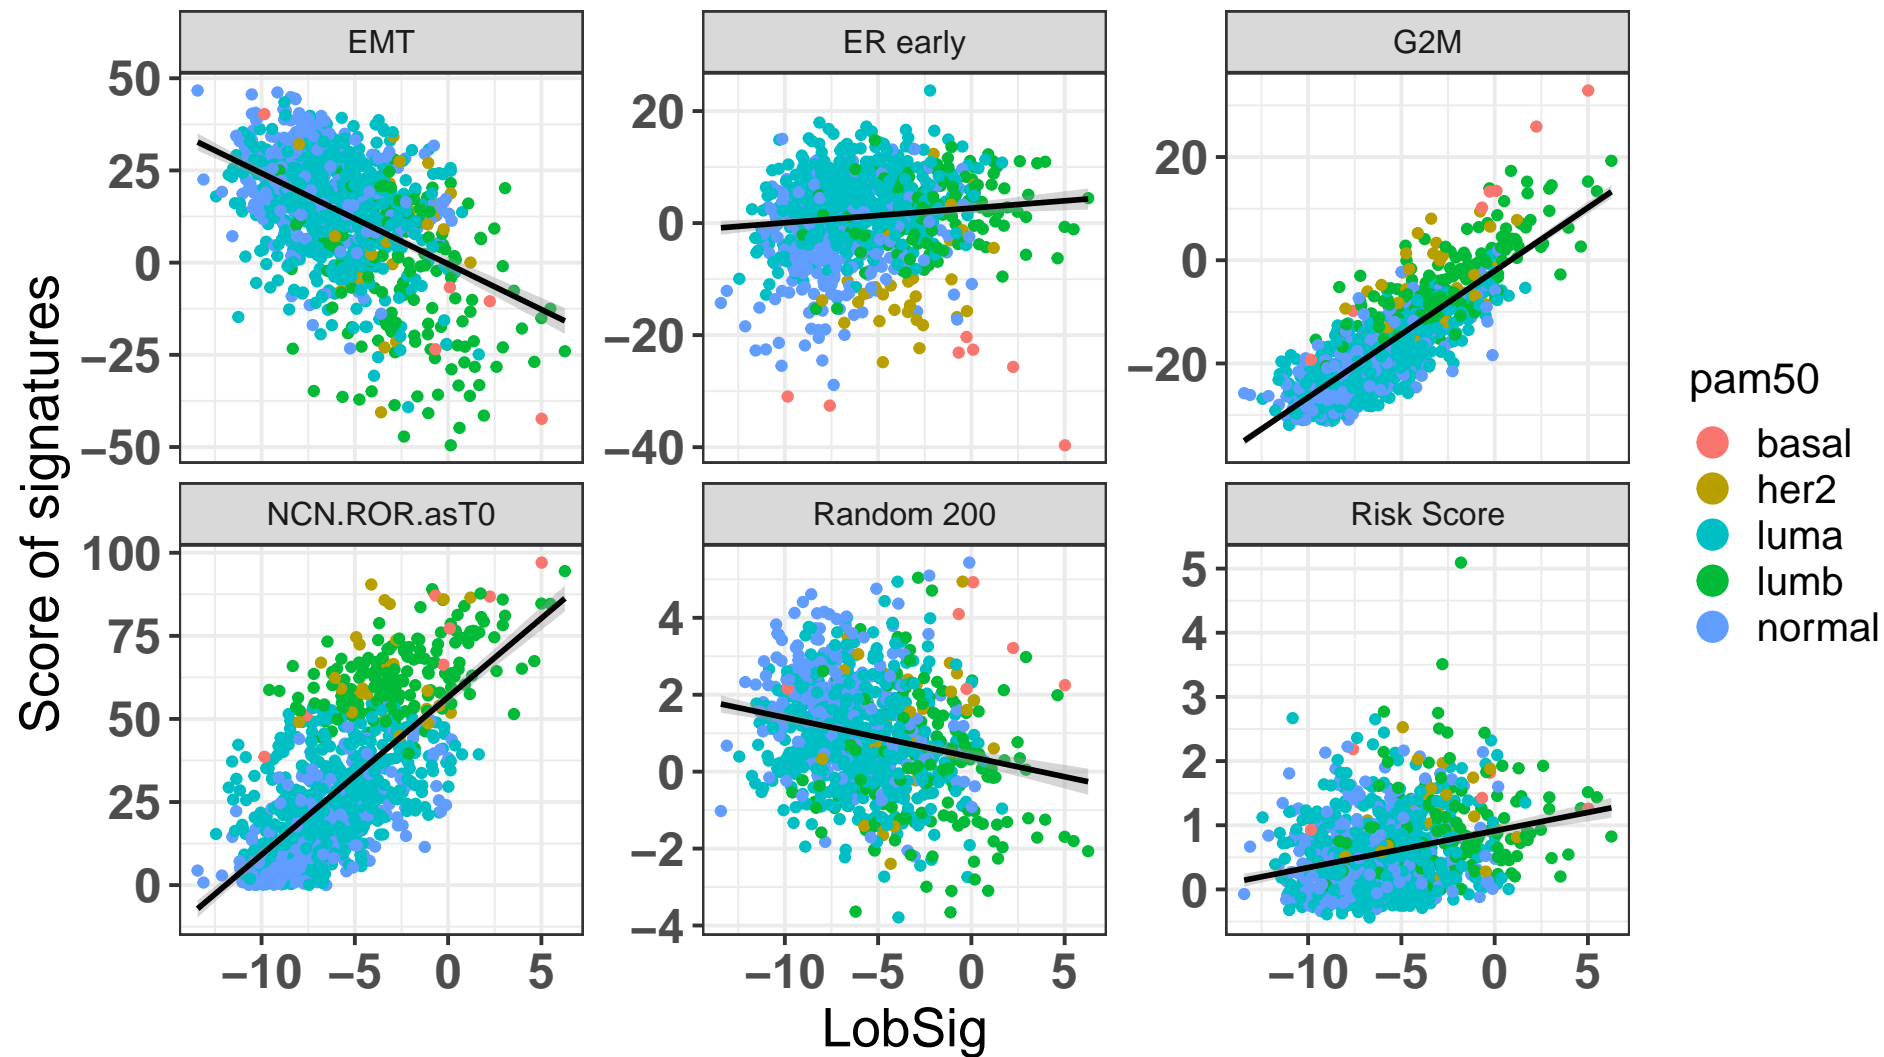 EMT
ER early
G2M
50
25
0
−25
−50
20
0
−20
−40
20
0
−20
NCN.ROR.asT0
Random 200
Risk Score
100
75
50
25
0
4
2
0
−2
−4
5
4
3
2
1
0
−10 −5 0 5
−10 −5 0 5
−10 −5 0 5
LobSig
Score of signatures
pam50
basal
her2
luma
lumb
normal